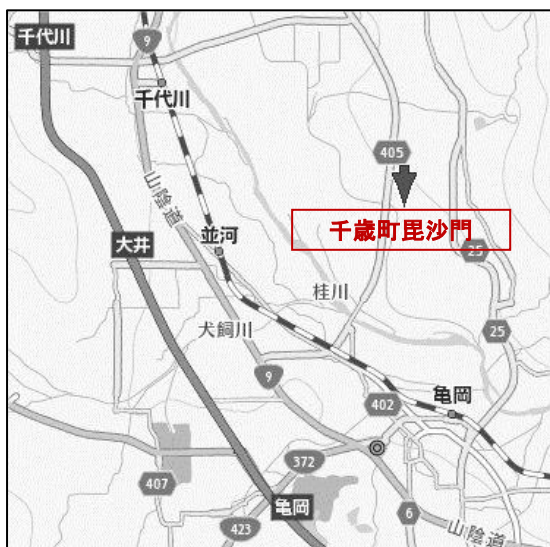 千代川
9
千代川
405
山陰道
千歳町毘沙門
並河
大井
25
桂川
25
犬飼川
9
亀岡
402
372
407
亀岡
6
423
山陰道